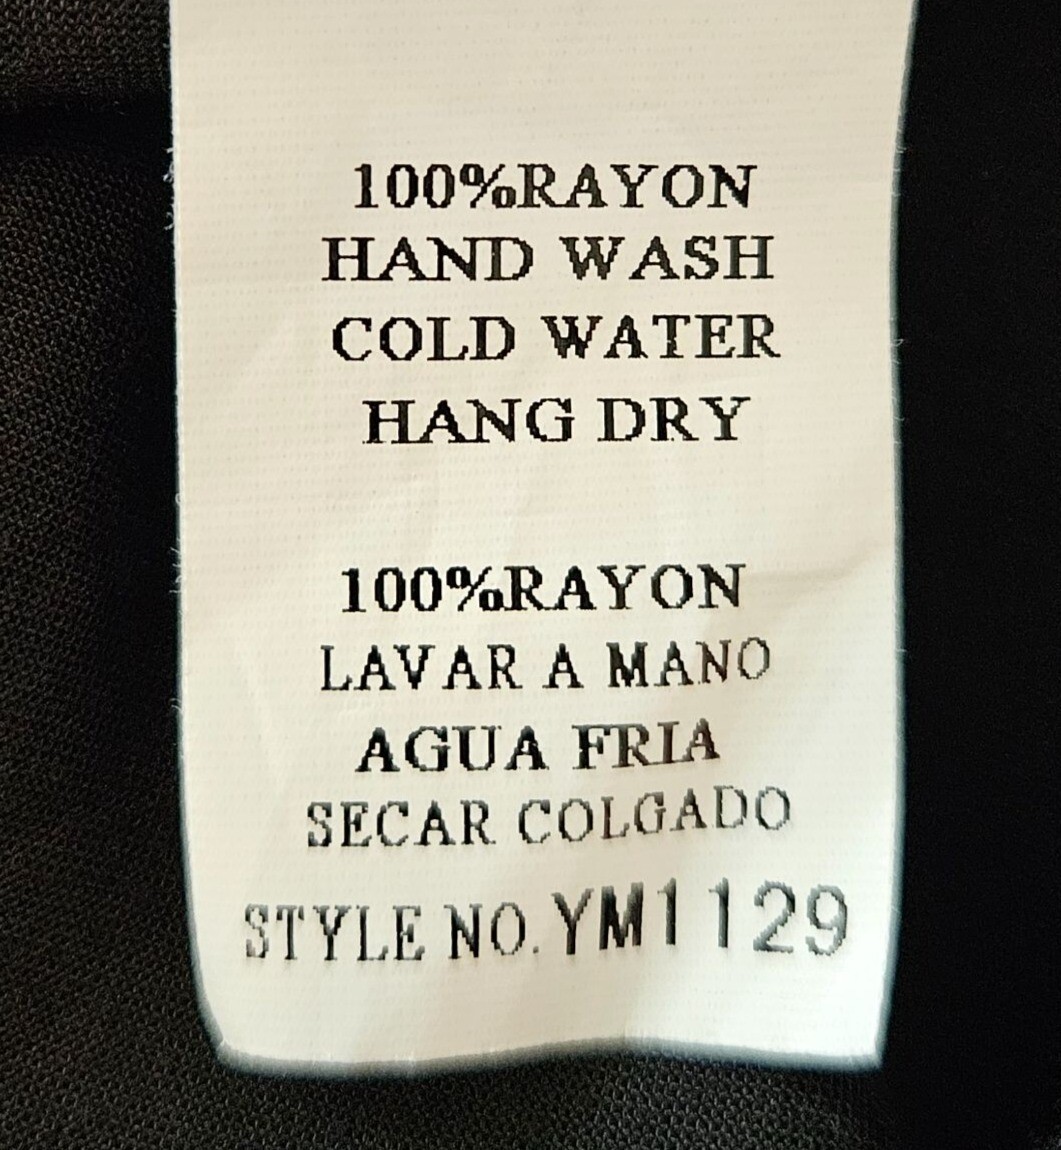 100%RAYON
HAND WASH
COLD WATER
HANG DRY
100%RAYON
LAVAR A MANO
AGUA FRIA
SECAR COLGADO
STYLE NO. YM1129